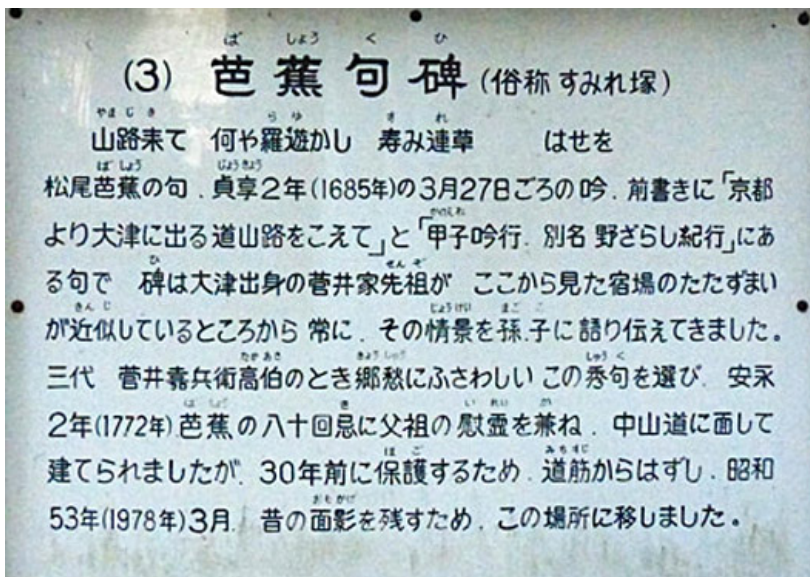 (3) 芭蕉句碑 (俗称 すみれ塚)
山路来て 何や羅遊かし 寿み連草 はせを
松尾芭蕉の句．貞享2年(1685年)の3月27日ごろの吟．前書きに「京都
より大津に出る道山路をこえて」と「甲子吟行．別名 野ざらし紀行」にあ
る句で 碑は大津出身の菅井家先祖が ここから見た宿場のたたずまい
が近似しているところから 常に．その情景を孫．子に語り伝えてきました。
三代 菅井嘉兵衛高伯のとき郷愁にふさわしい この秀句を選び．安永
2年(1772年)芭蕉の八十回忌に父祖の慰霊を兼ね．中山道に面して
建てられましたが．30年前に保護するため．道筋からはずし．昭和
53年(1978年)3月．昔の面影を残すため．この場所に移しました。